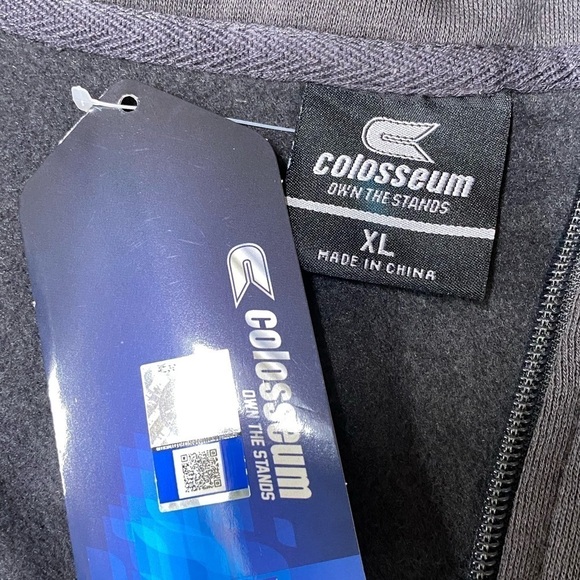 colosseum
OWN THE STANDS
XL
MADE IN CHINA
colosseum
OWN THE STANDS